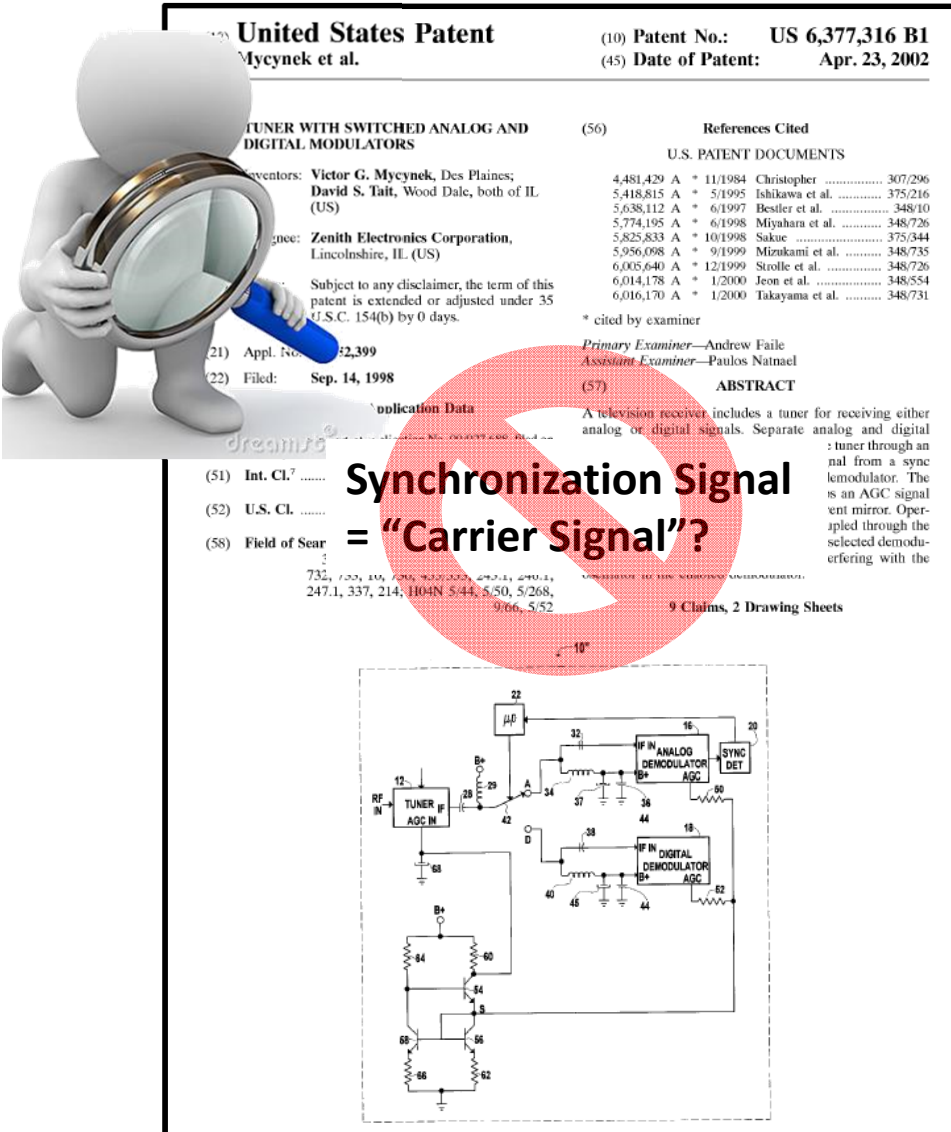 United States Patent
Mycynek et al.
(10) Patent No.: US 6,377,316 B1
(45) Date of Patent: Apr. 23, 2002
TUNER WITH SWITCHED ANALOG AND
DIGITAL MODULATORS
Inventors: Victor G. Mycynek, Des Plaines;
David S. Tait, Wood Dale, both of IL
(US)
Zenith Electronics Corporation,
Lincolnshire, IL (US)
Subject to any disclaimer, the term of this
patent is extended or adjusted under 35
U.S.C. 154(b) by 0 days.
(21) Appl. No. 2,399
(22) Filed: Sep. 14, 1998
Application Data
(51) Int. Cl.7 .......
(52) U.S. Cl. .......
(58) Field of Sear
247.1, 337, 214; H04N 5/44, 5/50, 5/268,
9/66, 5/52
(56) References Cited
U.S. PATENT DOCUMENTS
4,481,429 A * 11/1984 Christopher ............... 307/296
5,418,815 A * 5/1995 Ishikawa et al. ............ 375/216
5,638,112 A * 6/1997 Bestler et al. ............... 348/10
5,774,195 A * 6/1998 Miyahara et al. ........... 348/726
5,825,833 A * 10/1998 Sakue ........................ 375/344
5,956,098 A * 9/1999 Mizukami et al. .......... 348/735
6,005,640 A * 12/1999 Strolle et al. ............... 348/726
6,014,178 A * 1/2000 Jeon et al. .................. 348/554
6,016,170 A * 1/2000 Takayama et al. .......... 348/731
* cited by examiner
Primary Examiner—Andrew Faile
Assistant Examiner—Paulos Natnael
(57) ABSTRACT
A television receiver includes a tuner for receiving either
analog or digital signals. Separate analog and digital
tuner through an
nal from a sync
demodulator. The
s an AGC signal
ent mirror. Oper-
upled through the
selected demodu-
erfering with the
oscillator to the enabled demodulator.
9 Claims, 2 Drawing Sheets
Synchronization Signal
= “Carrier Signal”?
dreams
10"
22
μp
20
SYNC
DET
16
IF IN
ANALOG
DEMODULATOR
B+
AGC
32
34
37
36
44
50
B+
29
A
28
42
12
RF
IN
TUNER
IF
AGC IN
68
D
38
40
45
44
18
IF IN
DIGITAL
DEMODULATOR
B+
AGC
52
B+
64
60
54
S
58
56
66
62